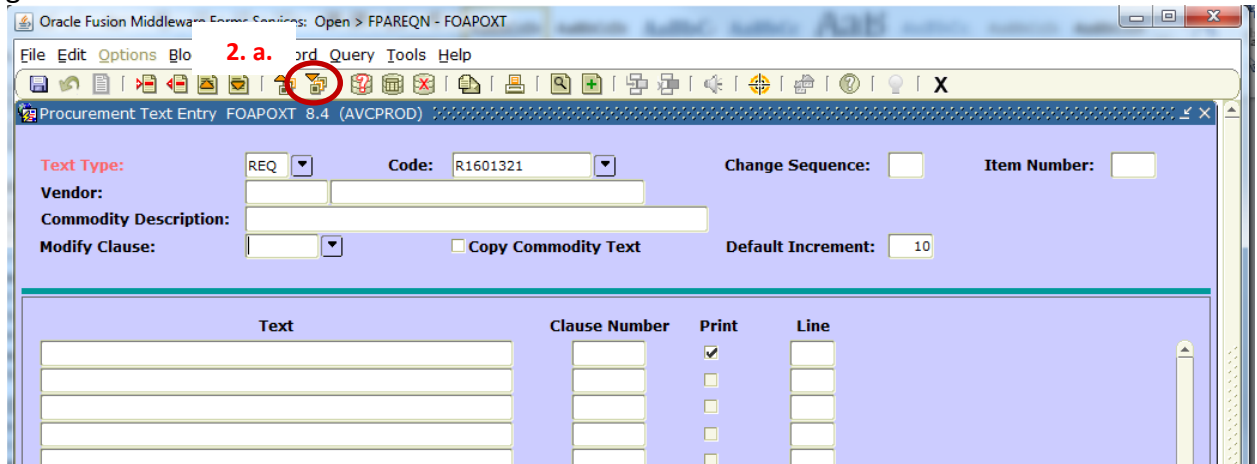 Oracle Fusion Middleware Forms Services: Open > FPAREQN - FOAPOXT
File Edit Options Blo 2. a. ord Query Tools Help
X
Procurement Text Entry FOAPOXT 8.4 (AVCPROD)
Text Type: REQ Code: R1601321 Change Sequence: Item Number:
Vendor:
Commodity Description:
Modify Clause: Copy Commodity Text Default Increment: 10
Text Clause Number Print Line